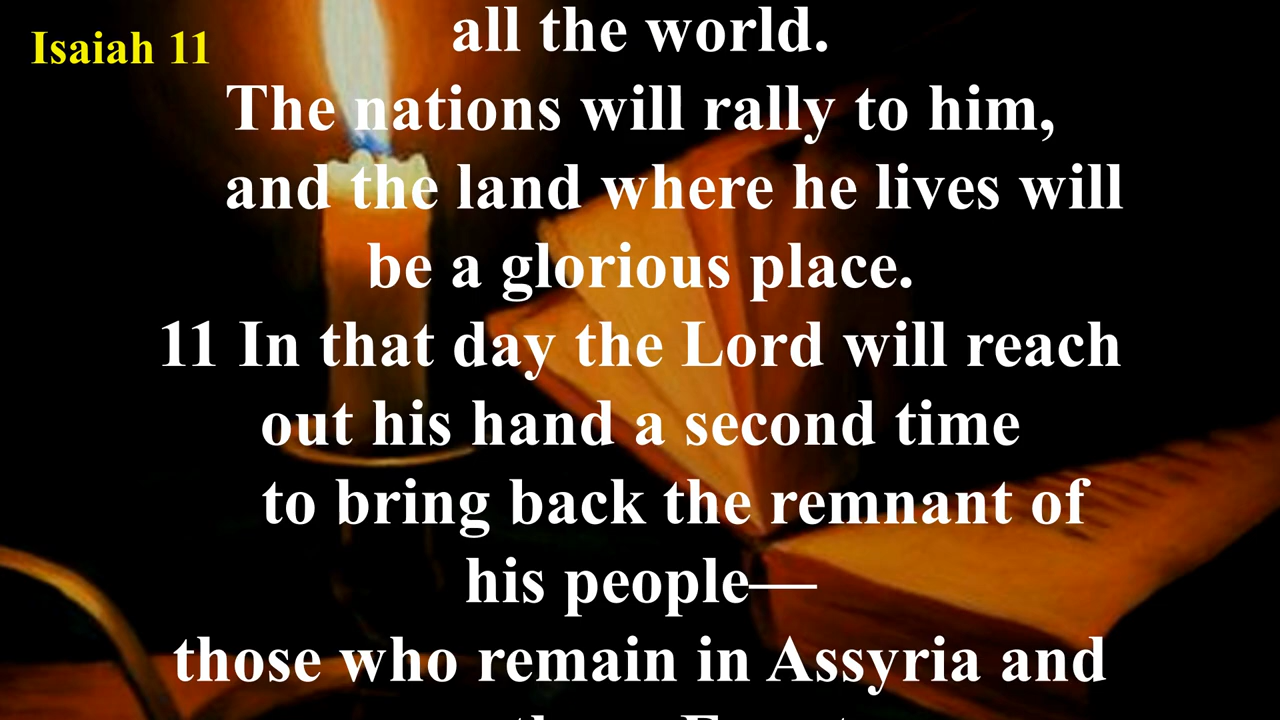 Isaiah 11
all the world.
The nations will rally to him,
and the land where he lives will
be a glorious place.
11 In that day the Lord will reach
out his hand a second time
to bring back the remnant of
his people—
those who remain in Assyria and